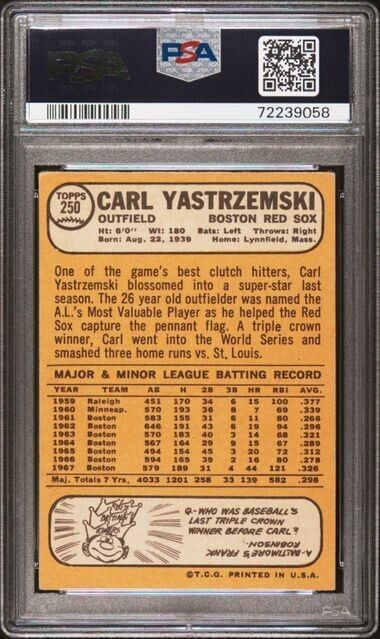 PSA
PSA
72239058
TOPPS
250
CARL YASTRZEMSKI
OUTFIELD BOSTON RED SOX
Ht: 6'0" Wt: 180 Bats: Left Throws: Right
Born: Aug. 22, 1939 Home: Lynnfield, Mass.
One of the game's best clutch hitters, Carl
Yastrzemski blossomed into a super-star last
season. The 26 year old outfielder was named the
A.L.'s Most Valuable Player as he helped the Red
Sox capture the pennant flag. A triple crown
winner, Carl went into the World Series and
smashed three home runs vs. St. Louis.
MAJOR & MINOR LEAGUE BATTING RECORD
YEAR TEAM AB H 2B 3B HR RBI AVG.
1959 Raleigh 451 170 34 6 15 100 .377
1960 Minneap. 570 193 36 8 7 69 .339
1961 Boston 583 155 31 6 11 80 .266
1962 Boston 646 191 43 6 19 94 .296
1963 Boston 570 183 40 3 14 68 .321
1964 Boston 567 164 29 9 15 67 .289
1965 Boston 494 154 45 3 20 72 .312
1966 Boston 594 165 39 2 16 80 .278
1967 Boston 579 189 31 4 44 121 .326
Maj. Totals 7 Yrs. 4033 1201 258 33 139 582 .298
BATTING
Q-WHO WAS BASEBALL'S
LAST TRIPLE CROWN
WINNER BEFORE CARL?
A-BALTIMORE'S FRANK
ROBINSON.
©T.C.G. PRINTED IN U.S.A.
PSA